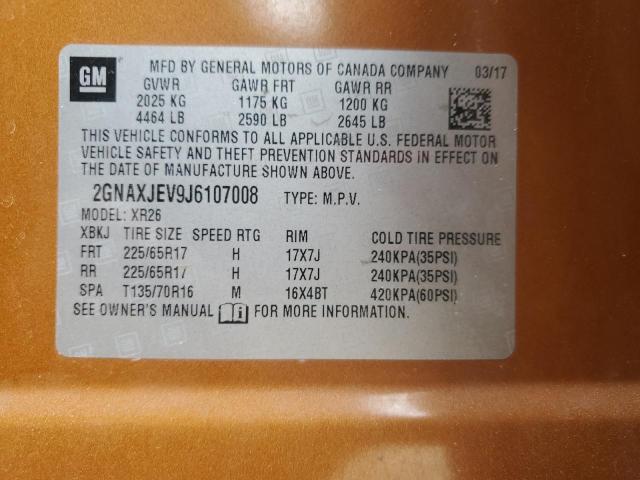 GM
MFD BY GENERAL MOTORS OF CANADA COMPANY 03/17
GVWR GAWR FRT GAWR RR
2025 KG 1175 KG 1200 KG
4464 LB 2590 LB 2645 LB
THIS VEHICLE CONFORMS TO ALL APPLICABLE U.S. FEDERAL MOTOR
VEHICLE SAFETY AND THEFT PREVENTION STANDARDS IN EFFECT ON
THE DATE OF MANUFACTURE SHOWN ABOVE.
2GNAXJEV9J6107008 TYPE: M.P.V.
MODEL: XR26
XBKJ TIRE SIZE SPEED RTG RIM COLD TIRE PRESSURE
FRT 225/65R17 H 17X7J 240KPA(35PSI)
RR 225/65R17 H 17X7J 240KPA(35PSI)
SPA T135/70R16 M 16X4BT 420KPA(60PSI)
SEE OWNER'S MANUAL i FOR MORE INFORMATION.